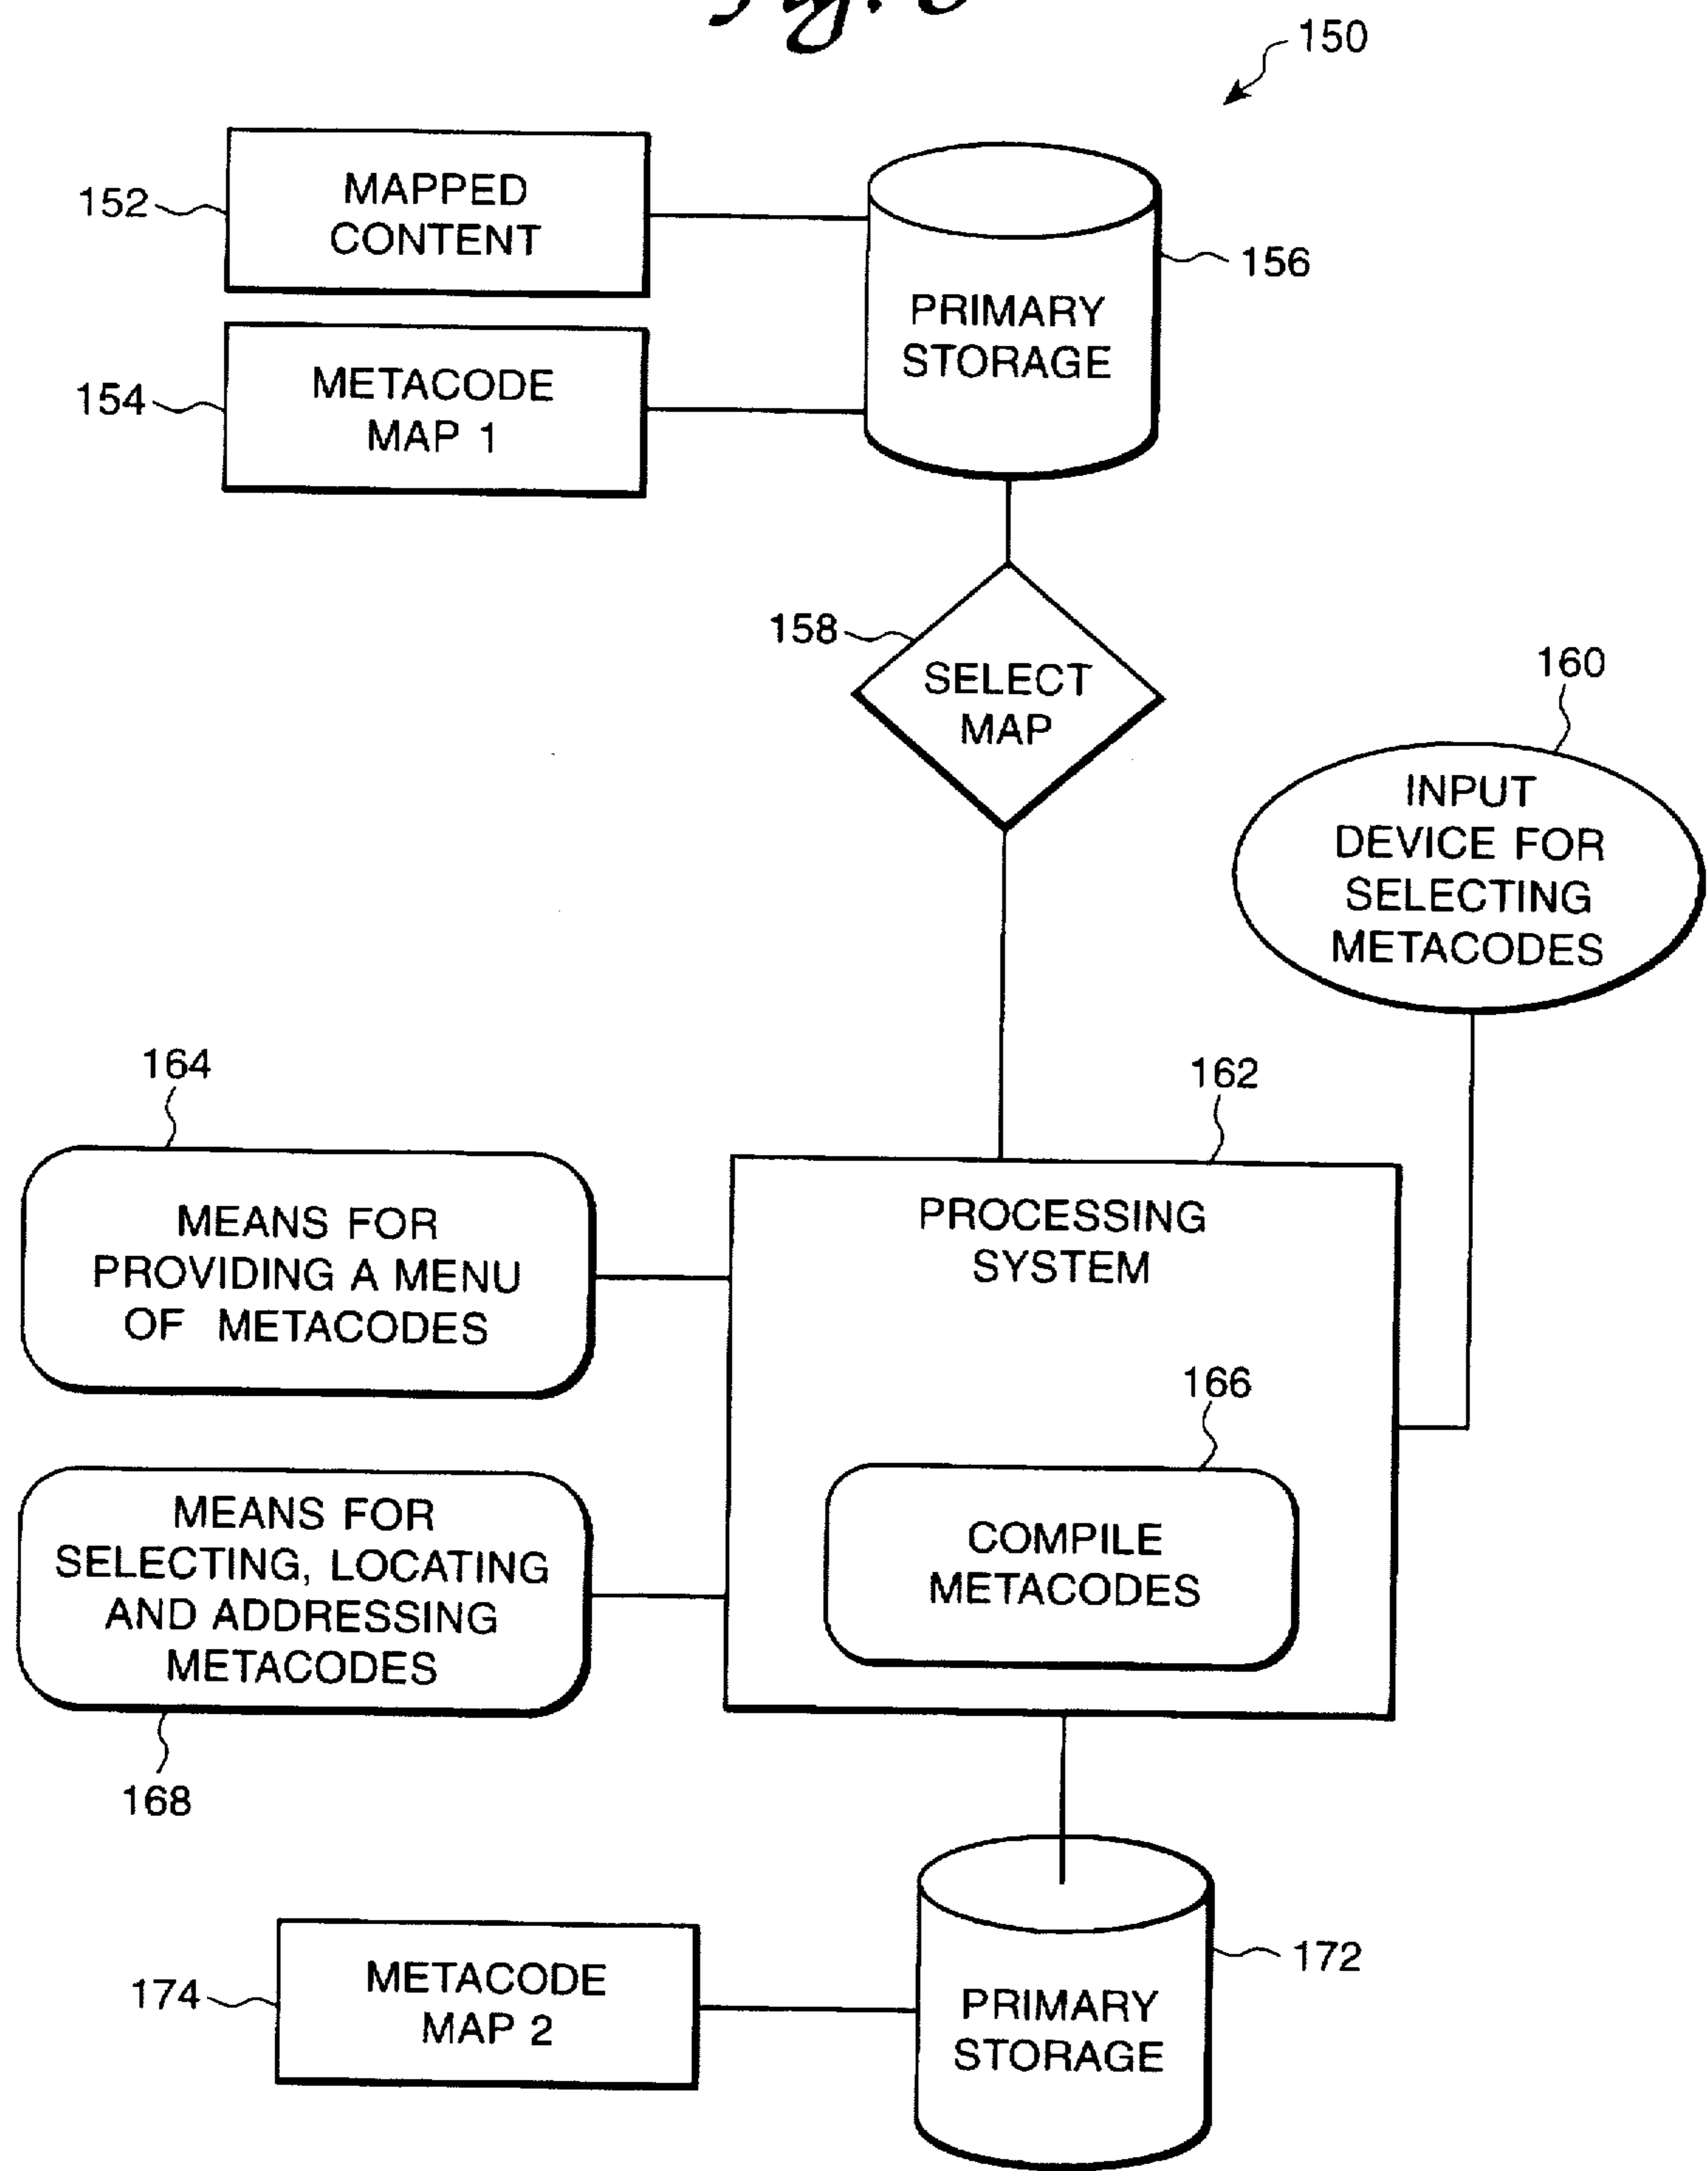 150
MAPPED
CONTENT
152
PRIMARY
STORAGE
156
METACODE
MAP 1
154
158
SELECT
MAP
160
INPUT
DEVICE FOR
SELECTING
METACODES
164
162
MEANS FOR
PROVIDING A MENU
OF METACODES
PROCESSING
SYSTEM
166
MEANS FOR
SELECTING, LOCATING
AND ADDRESSING
METACODES
COMPILE
METACODES
168
METACODE
MAP 2
174
172
PRIMARY
STORAGE